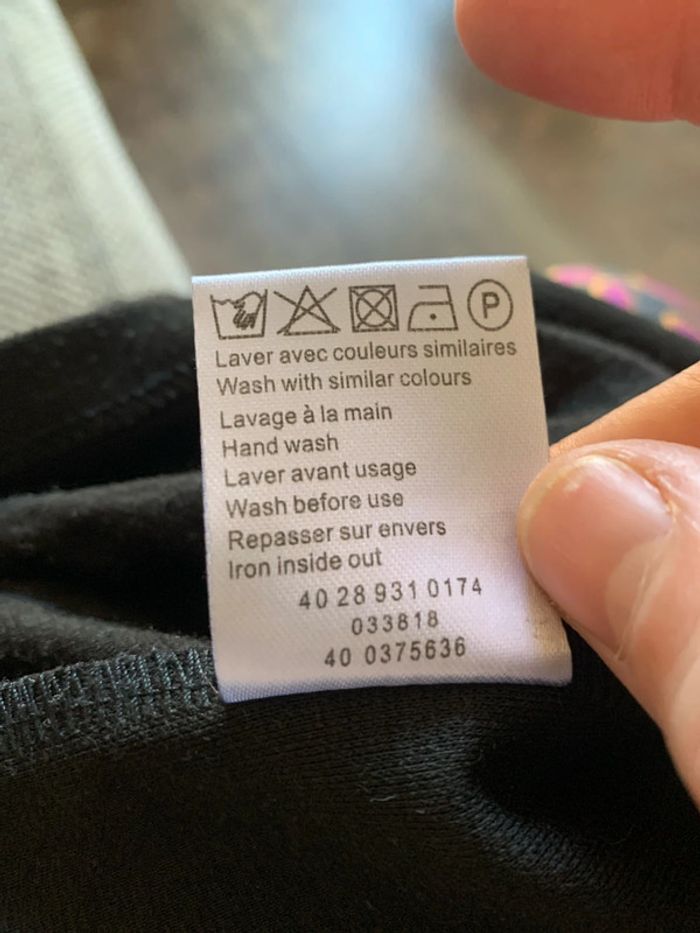 P
Laver avec couleurs similaires
Wash with similar colours
Lavage à la main
Hand wash
Laver avant usage
Wash before use
Repasser sur envers
Iron inside out
40 28 931 0174
033818
40 0375636